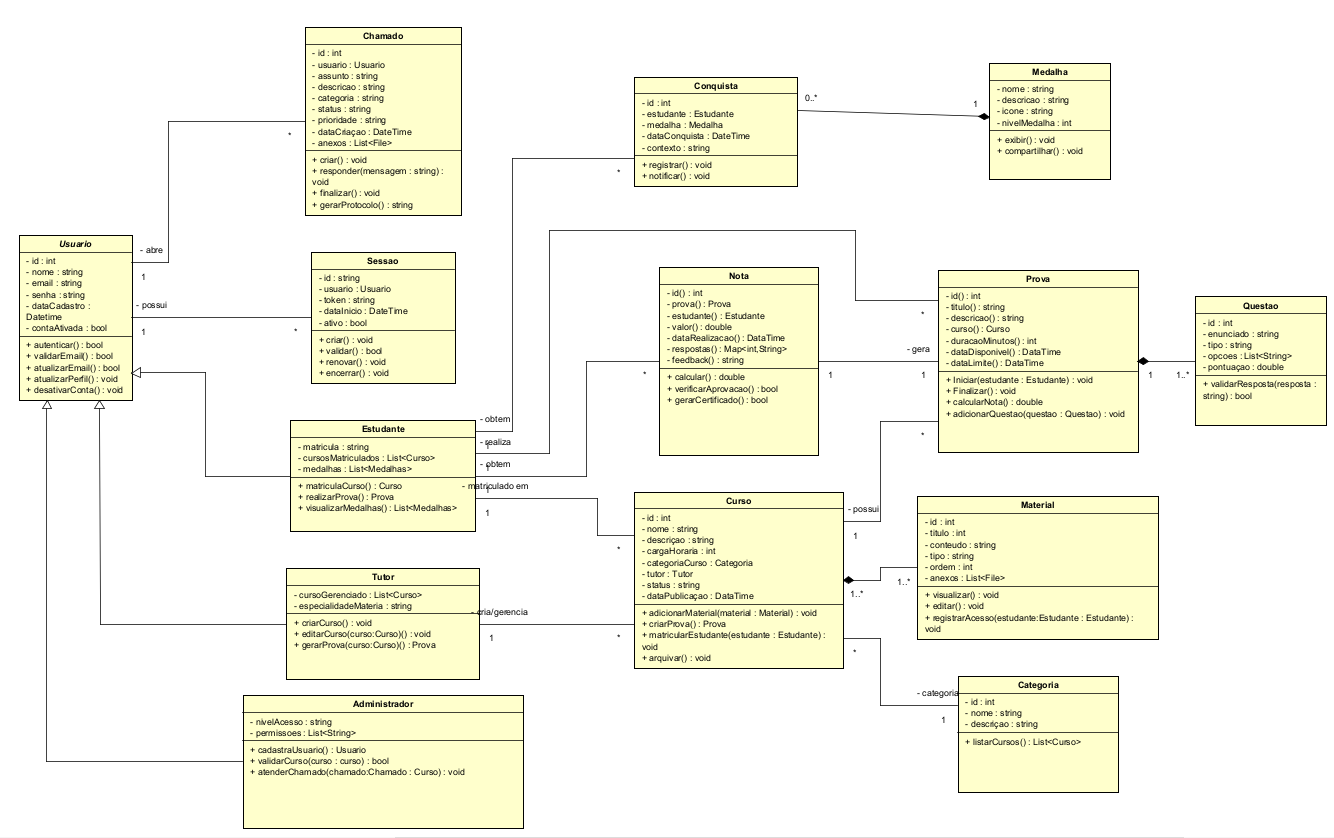 Chamado
- id : int
- usuario : Usuario
- assunto : string
- descricao : string
- categoria : string
- status : string
- prioridade : string
- dataCriaçao : DateTime
- anexos : List<File>
+ criar() : void
+ responder(mensagem : string) :
void
+ finalizar() : void
+ gerarProtocolo() : string
Conquista
- id : int
- estudante : Estudante
- medalha : Medalha
- dataConquista : DateTime
- contexto : string
+ registrar() : void
+ notificar() : void
0..*
1
Medalha
- nome : string
- descricao : string
- icone : string
- nivelMedalha : int
+ exibir() : void
+ compartilhar() : void
*
*
Usuario
- id : int
- nome : string
- email : string
- senha : string
- dataCadastro :
Datetime
- contaAtivada : bool
+ autenticar() : bool
+ validarEmail() : bool
+ atualizarEmail() : bool
+ atualizarPerfil() : void
+ desativarConta() : void
- abre
1
- possui
1
*
Sessao
- id : string
- usuario : Usuario
- token : string
- dataInicio : DateTime
- ativo : bool
+ criar() : void
+ validar() : bool
+ renovar() : void
+ encerrar() : void
Nota
- id() : int
- prova() : Prova
- estudante() : Estudante
- valor() : double
- dataRealizacao() : DataTime
- respostas() : Map<int,String>
- feedback() : string
+ calcular() : double
+ verificarAprovacao() : bool
+ gerarCertificado() : bool
*
1
- gera
1
*
Prova
- id() : int
- titulo() : string
- descricao() : string
- curso() : Curso
- duracaoMinutos() : int
- dataDisponivel() : DataTime
- dataLimite() : DataTime
+ Iniciar(estudante : Estudante) : void
+ Finalizar() : void
+ calcularNota() : double
+ adicionarQuestao(questao : Questao) : void
*
1
1..*
Questao
- id : int
- enunciado : string
- tipo : string
- opcoes : List<String>
- pontuaçao : double
+ validarResposta(resposta :
string) : bool
Estudante
- matricula : string
- cursosMatriculados : List<Curso>
- medalhas : List<Medalhas>
+ matriculaCurso() : Curso
+ realizarProva() : Prova
+ visualizarMedalhas() : List<Medalhas>
- obtem
- realiza
1
- obtem
1
- matriculado em
1
1
*
Curso
- id : int
- nome : string
- descriçao : string
- cargaHoraria : int
- categoriaCurso : Categoria
- tutor : Tutor
- status : string
- dataPublicaçao : DataTime
+ adicionarMaterial(material : Material) : void
+ criarProva() : Prova
+ matricularEstudante(estudante : Estudante) :
void
+ arquivar() : void
- possui
1
1..*
1..*
*
Material
- id : int
- titulo : int
- conteudo : string
- tipo : string
- ordem : int
- anexos : List<File>
+ visualizar() : void
+ editar() : void
+ registrarAcesso(estudante:Estudante : Estudante) :
void
Tutor
- cursoGerenciado : List<Curso>
- especialidadeMateria : string
+ criarCurso() : void
+ editarCurso(curso:Curso)() : void
+ gerarProva(curso:Curso)() : Prova
- cria/gerencia
1
*
- categoria
1
Categoria
- id : int
- nome : string
- descriçao : string
+ listarCursos() : List<Curso>
Administrador
- nivelAcesso : string
- permissoes : List<String>
+ cadastraUsuario() : Usuario
+ validarCurso(curso : curso) : bool
+ atenderChamado(chamado:Chamado : Curso) : void